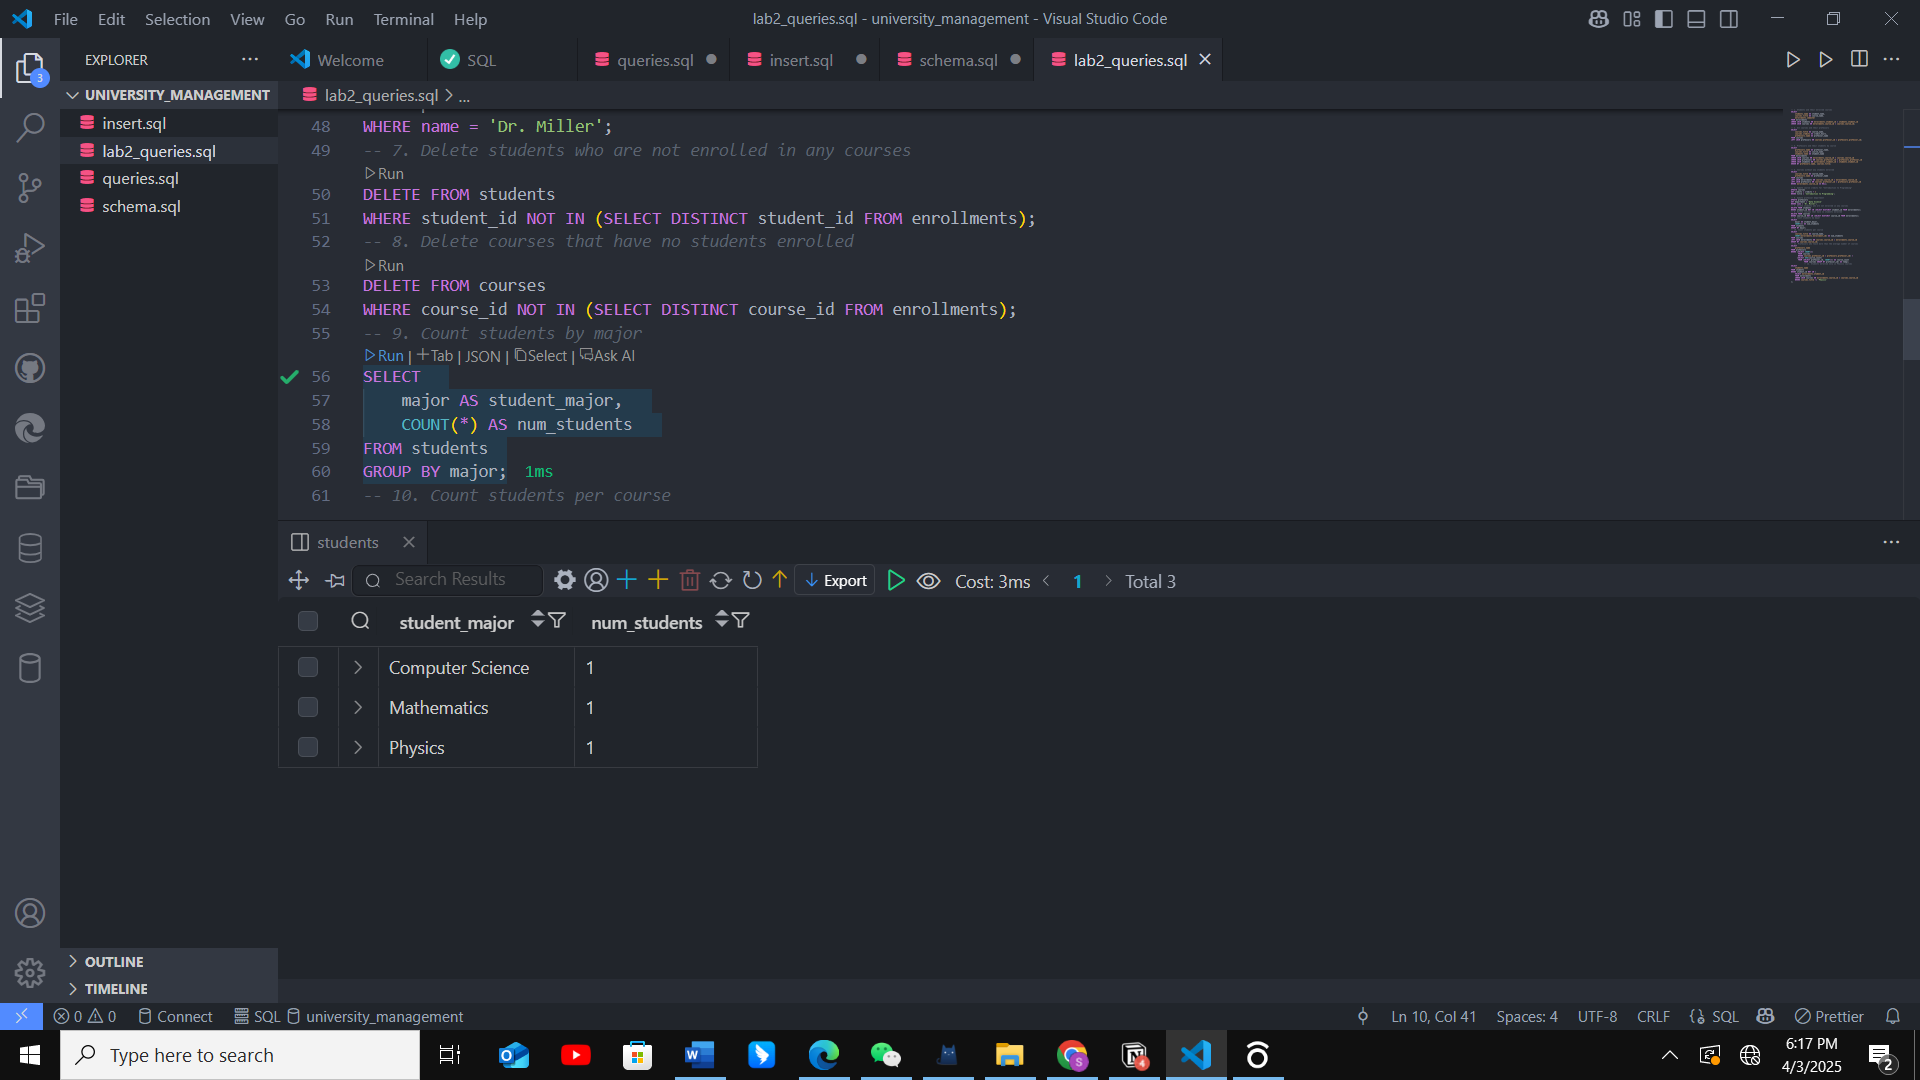 File Edit Selection View Go Run Terminal Help
lab2_queries.sql - university_management - Visual Studio Code
3
EXPLORER
Welcome
SQL
queries.sql
insert.sql
schema.sql
lab2_queries.sql
UNIVERSITY_MANAGEMENT
lab2_queries.sql > ...
insert.sql
lab2_queries.sql
queries.sql
schema.sql
48 WHERE name = 'Dr. Miller';
49 -- 7. Delete students who are not enrolled in any courses
Run
50 DELETE FROM students
51 WHERE student_id NOT IN (SELECT DISTINCT student_id FROM enrollments);
52 -- 8. Delete courses that have no students enrolled
Run
53 DELETE FROM courses
54 WHERE course_id NOT IN (SELECT DISTINCT course_id FROM enrollments);
55 -- 9. Count students by major
Run | +Tab | JSON | Select | Ask AI
56 SELECT
57 major AS student_major,
58 COUNT(*) AS num_students
59 FROM students
60 GROUP BY major; 1ms
61 -- 10. Count students per course
students
Search Results
Export
Cost: 3ms < 1 > Total 3
student_major num_students
Computer Science 1
Mathematics 1
Physics 1
OUTLINE
TIMELINE
0 0 Connect SQL university_management
Ln 10, Col 41 Spaces: 4 UTF-8 CRLF SQL Prettier
Type here to search
4
6:17 PM
4/3/2025
2